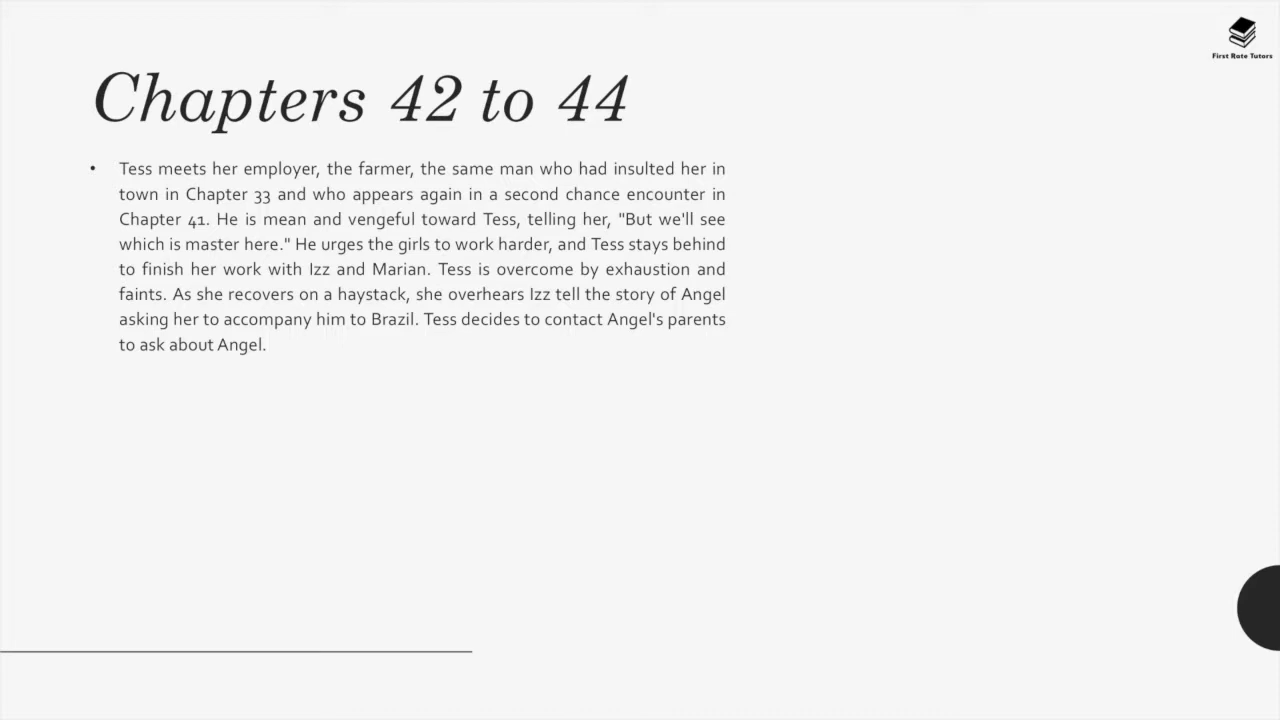 First Rate Tutors
Chapters 42 to 44
• Tess meets her employer, the farmer, the same man who had insulted her in
town in Chapter 33 and who appears again in a second chance encounter in
Chapter 41. He is mean and vengeful toward Tess, telling her, "But we'll see
which is master here." He urges the girls to work harder, and Tess stays behind
to finish her work with Izz and Marian. Tess is overcome by exhaustion and
faints. As she recovers on a haystack, she overhears Izz tell the story of Angel
asking her to accompany him to Brazil. Tess decides to contact Angel's parents
to ask about Angel.